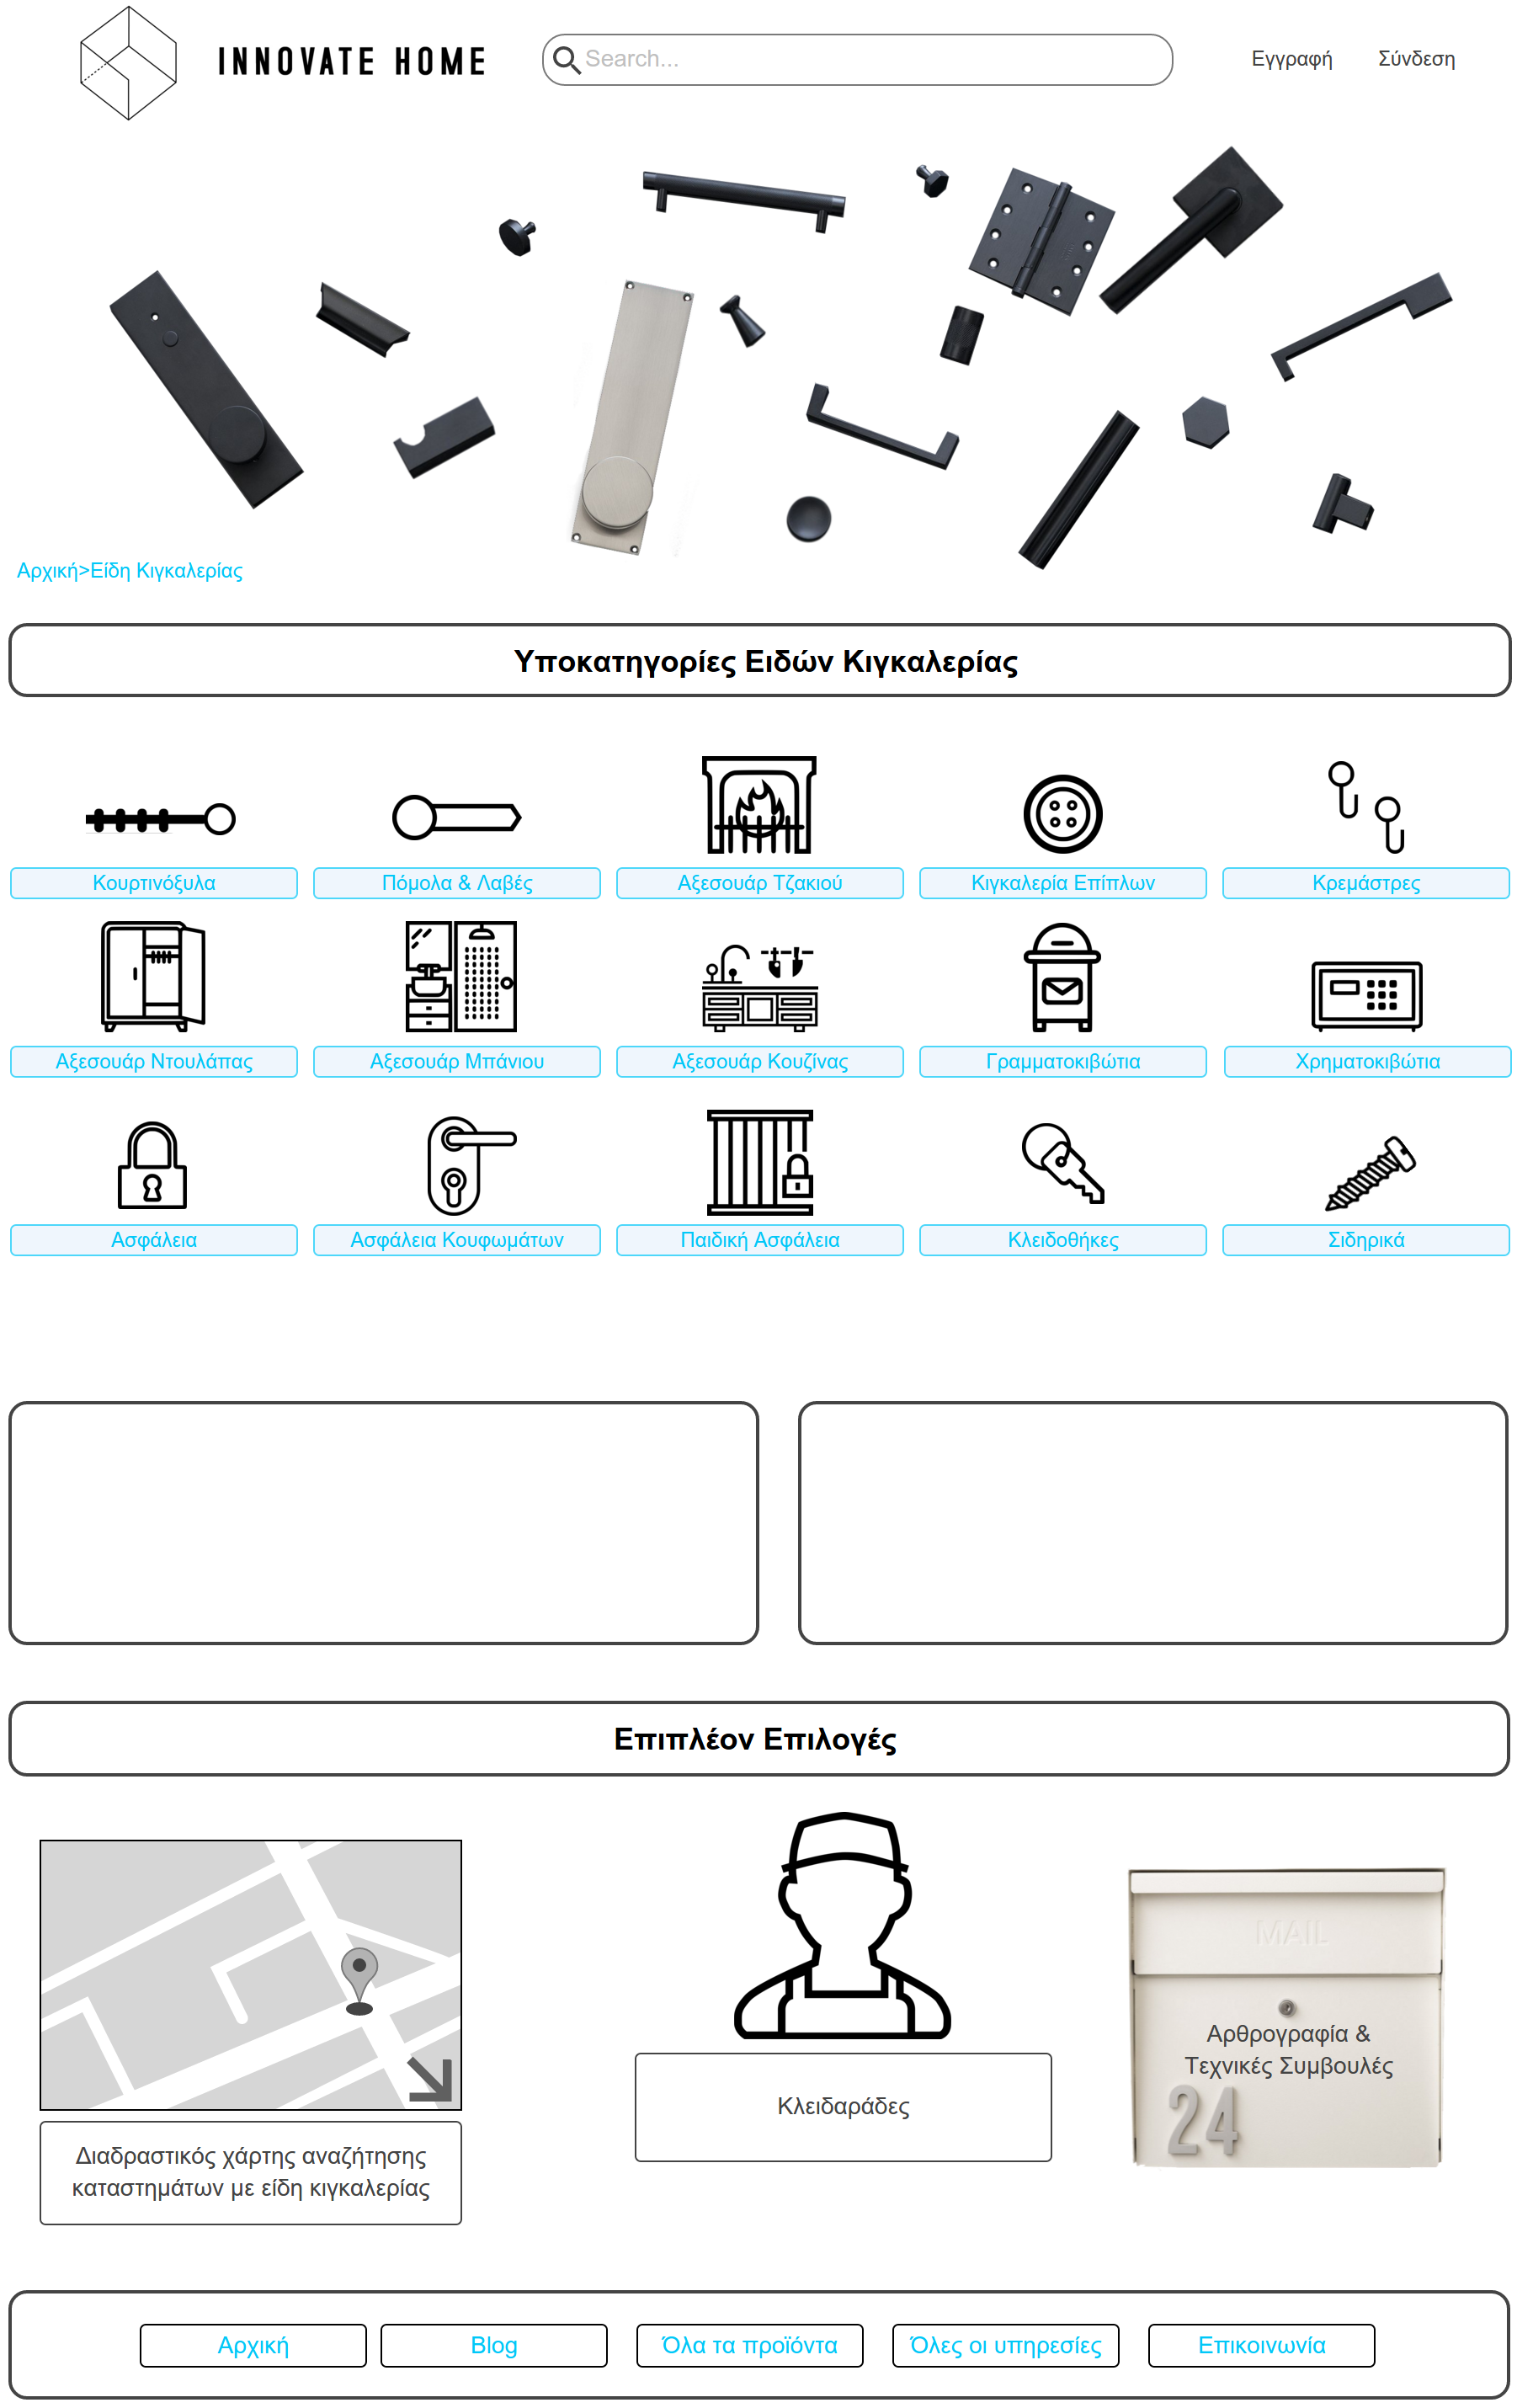 INNOVATE HOME
Search...
Εγγραφή
Σύνδεση
Αρχική>Είδη Κιγκαλερίας
Υποκατηγορίες Ειδών Κιγκαλερίας
Κουρτινόξυλα
Πόμολα & Λαβές
Αξεσουάρ Τζακιού
Κιγκαλερία Επίπλων
Κρεμάστρες
Αξεσουάρ Ντουλάπας
Αξεσουάρ Μπάνιου
Αξεσουάρ Κουζίνας
Γραμματοκιβώτια
Χρηματοκιβώτια
Ασφάλεια
Ασφάλεια Κουφωμάτων
Παιδική Ασφάλεια
Κλειδοθήκες
Σιδηρικά
Επιπλέον Επιλογές
MAIL
Αρθρογραφία &
Τεχνικές Συμβουλές
24
Κλειδαράδες
Διαδραστικός χάρτης αναζήτησης
καταστημάτων με είδη κιγκαλερίας
Αρχική
Blog
Όλα τα προϊόντα
Όλες οι υπηρεσίες
Επικοινωνία